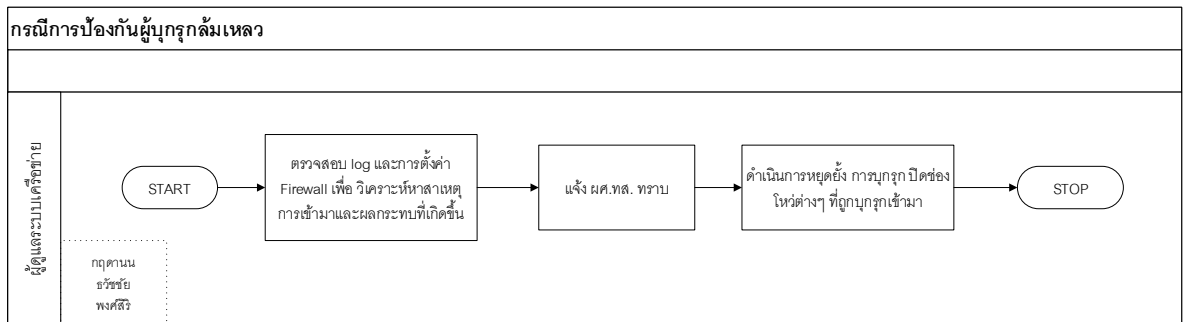 กรณีการป้องกันผู้บุกรุกล้มเหลว
ผู้ดูแลระบบเครือข่าย
START
ตรวจสอบ log และการตั้งค่า
Firewall เพื่อ วิเคราะห์หาสาเหตุ
การเข้ามาและผลกระทบที่เกิดขึ้น
แจ้ง ผศ.ทส. ทราบ
ดำเนินการหยุดยั้ง การบุกรุก ปิดช่อง
โหว่ต่างๆ ที่ถูกบุกรุกเข้ามา
STOP
กฤตานน
ธวัชชัย
พงศ์สิริ